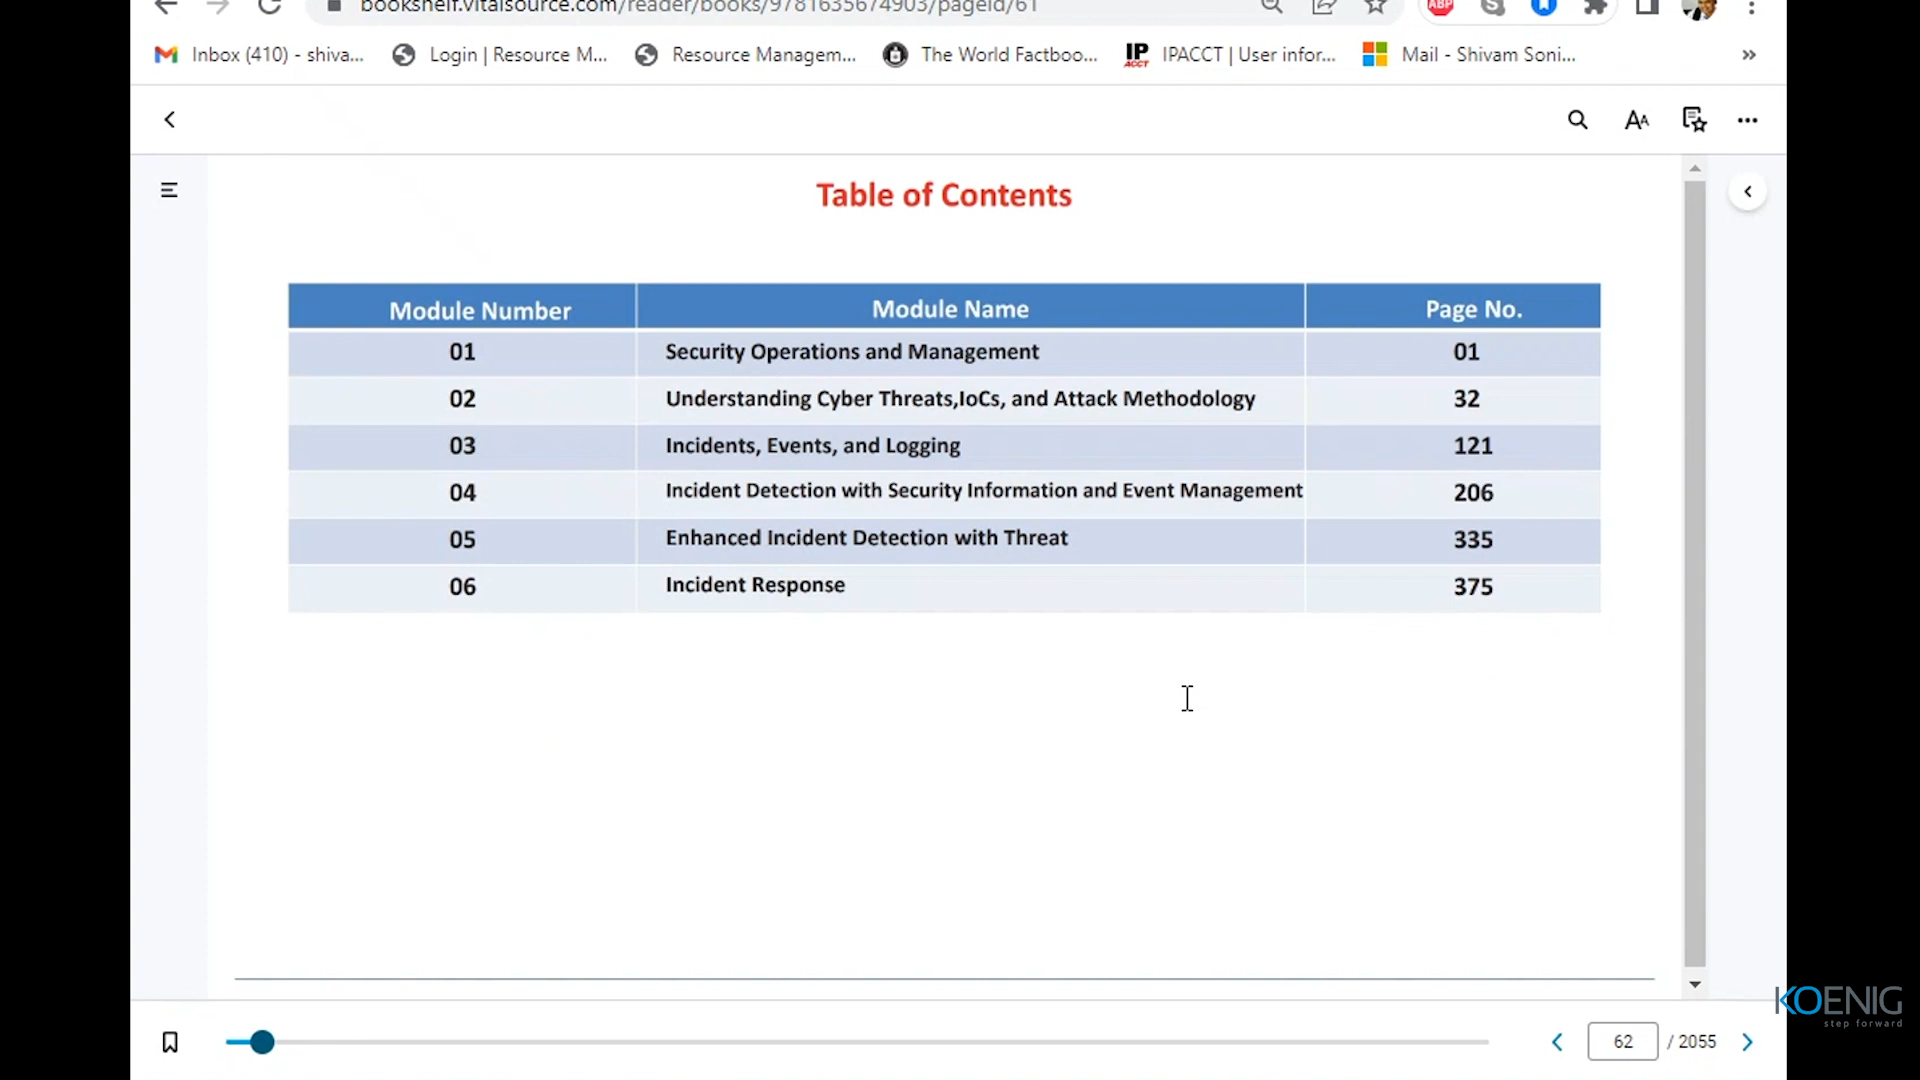 bookshelf.vitalsource.com/reader/books/9781635674903/pageid/61
ABP
Inbox (410) - shiva...
Login | Resource M...
Resource Managem...
The World Factboo...
IP
ACCT
IPACCT | User infor...
Mail - Shivam Soni...
»
AA
Table of Contents
Module Number Module Name Page No.
01 Security Operations and Management 01
02 Understanding Cyber Threats,IoCs, and Attack Methodology 32
03 Incidents, Events, and Logging 121
04 Incident Detection with Security Information and Event Management 206
05 Enhanced Incident Detection with Threat 335
06 Incident Response 375
KOENIG
step forward
62 / 2055